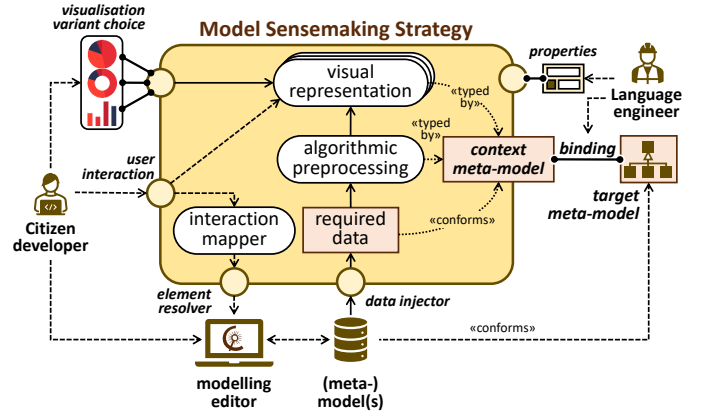 visualisation
variant choice
Model Sensemaking Strategy
properties
visual
representation
«typed
by»
Language
engineer
user
interaction
algorithmic
preprocessing
«typed
by»
context
meta-model
binding
target
meta-model
Citizen
developer
interaction
mapper
required
data
«conforms»
element
resolver
data injector
«conforms»
modelling
editor
(meta-)
model(s)